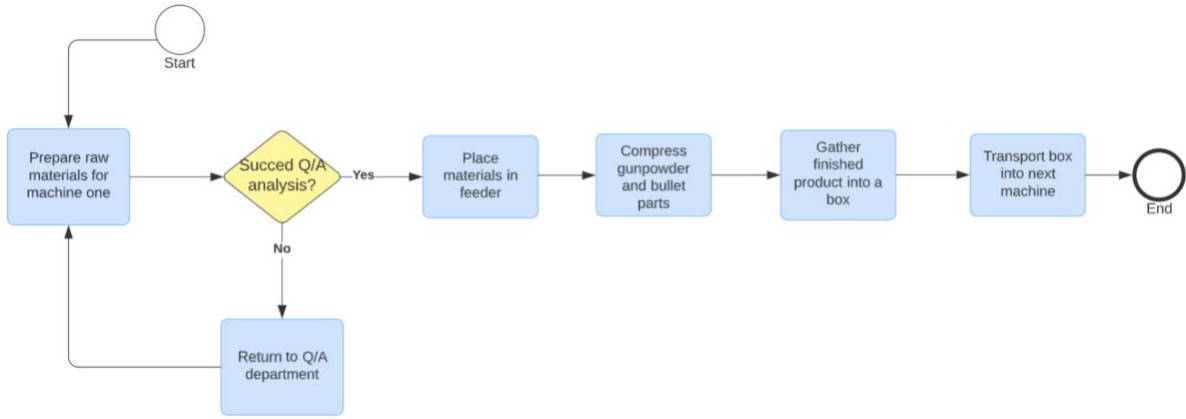 Start
Prepare raw
materials for
machine one
Succed Q/A
analysis?
Yes
Place
materials in
feeder
Compress
gunpowder
and bullet
parts
Gather
finished
product into a
box
Transport box
into next
machine
End
No
Return to Q/A
department